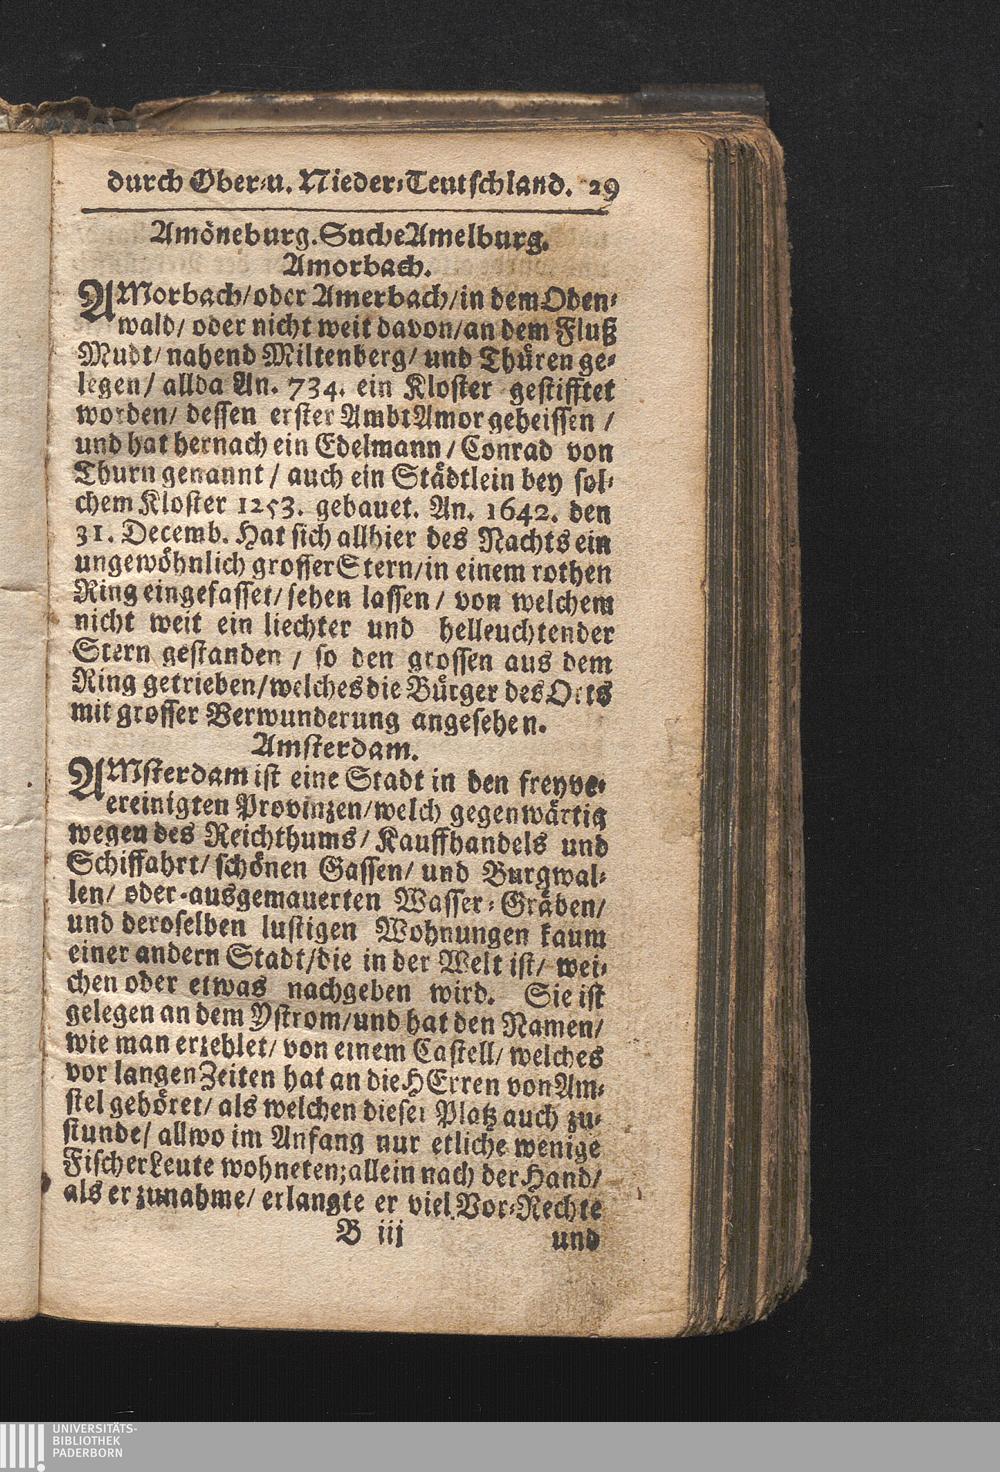 durch Ober-u. Nieder-Teutschland. 29
Amöneburg. Suche Amelburg.
Amorbach.
AMorbach/ oder Amerbach/ in dem Oden-
wald/ oder nicht weit davon/ an dem Fluß
Mudt/ nahend Miltenberg/ und Thüren ge-
legen/ allda An. 734. ein Kloster gestifftet
worden/ dessen erster Ambt Amor geheissen /
und hat hernach ein Edelmann / Conrad von
Thurn genannt / auch ein Städtlein bey sol-
chem Kloster 1253. gebauet. An. 1642. den
31. Decemb. Hat sich allhier des Nachts ein
ungewöhnlich grosser Stern/ in einem rothen
Ring eingefasset/ sehen lassen / von welchem
nicht weit ein liechter und helleuchtender
Stern gestanden / so den grossen aus dem
Ring getrieben/ welches die Bürger des Orts
mit grosser Verwunderung angesehen.
Amsterdam.
AMsterdam ist eine Stadt in den freyve-
ereinigten Provinzen/ welch gegenwärtig
wegen des Reichthums/ Kauffhandels und
Schiffahrt/ schönen Gassen/ und Burgwal-
len/ oder ausgemauerten Wasser-Gräben/
und deroselben lustigen Wohnungen kaum
einer andern Stadt/ die in der Welt ist/ wei-
chen oder etwas nachgeben wird. Sie ist
gelegen an dem Ystrom/ und hat den Namen/
wie man erzehlet/ von einem Castell/ welches
vor langen Zeiten hat an die HErren von Am-
stel gehöret/ als welchen dieser Platz auch zu-
stunde/ allwo im Anfang nur etliche wenige
Fischer Leute wohneten; allein nach der Hand/
als er zunahme/ erlangte er viel Vor-Rechte
B iij und
UNIVERSITÄTS-
BIBLIOTHEK
PADERBORN